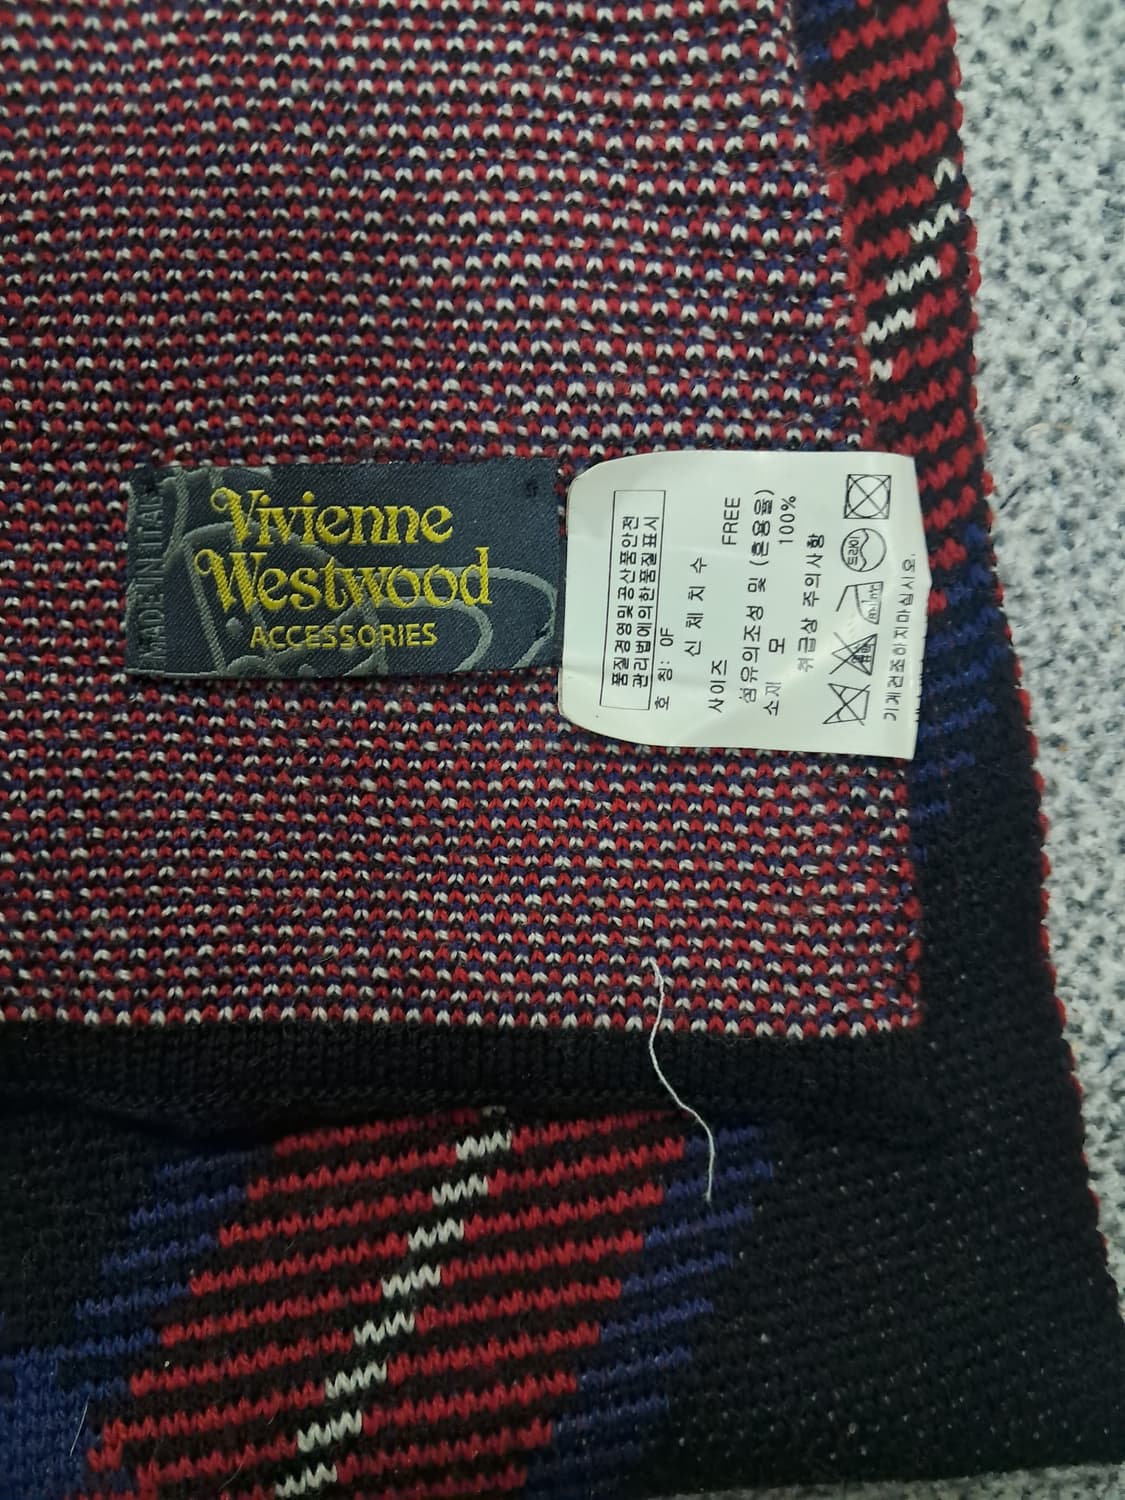 Vivienne
Westwood
ACCESSORIES
MADE IN ITALY
품질경영및공산품안전
관리법에의한품질표시
호 칭: OF
신 체 치 수
사이즈 FREE
섬유의조성 및 (혼용율)
소재 모 100%
취급상 주의사항
드라이
기계건조하지마십시오.